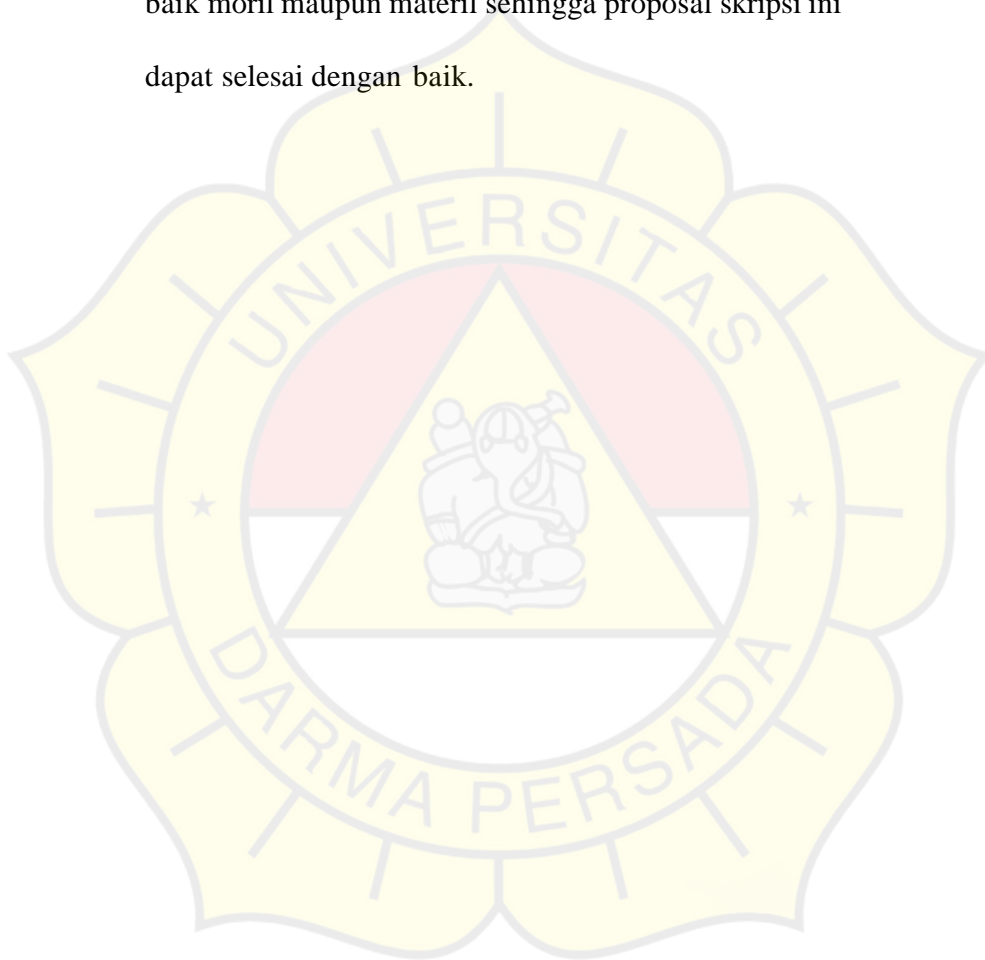 baik moril maupun materil sehingga proposal skripsi ini
dapat selesai dengan baik.
UNIVERSITAS
DARMA PERSADA